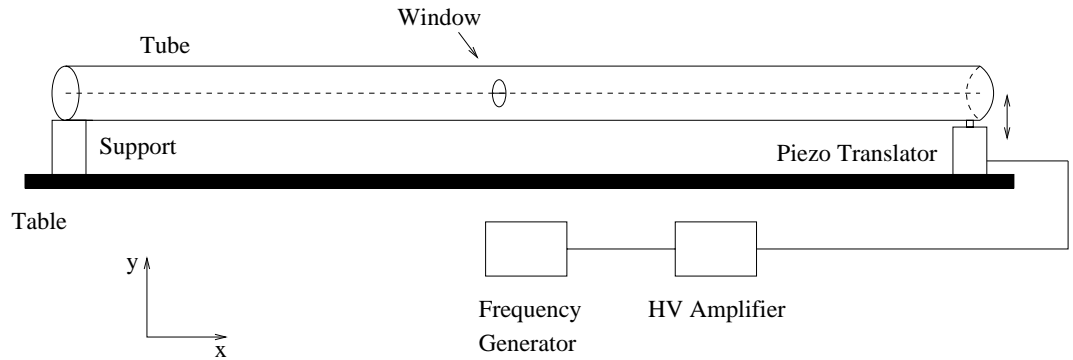 Window
Tube
Support
Piezo Translator
Table
y
x
Frequency
Generator
HV Amplifier